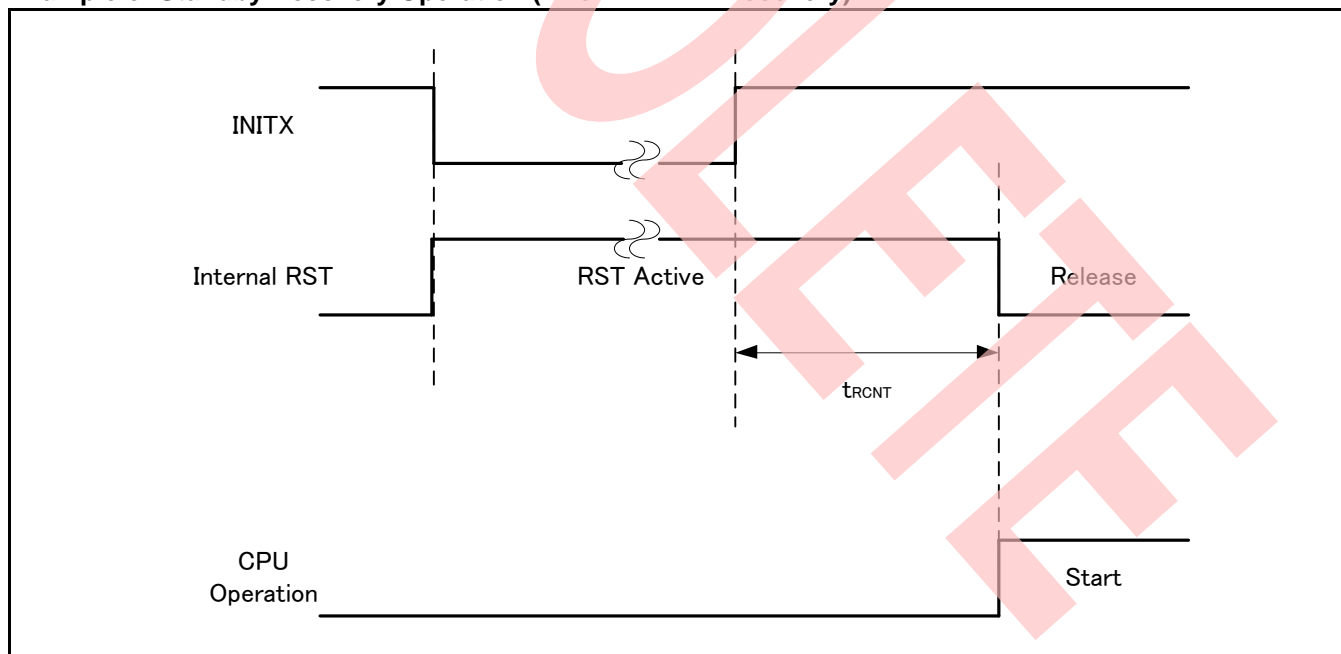 INITX
Internal RST
RST Active
Release
tRCNT
CPU
Operation
Start